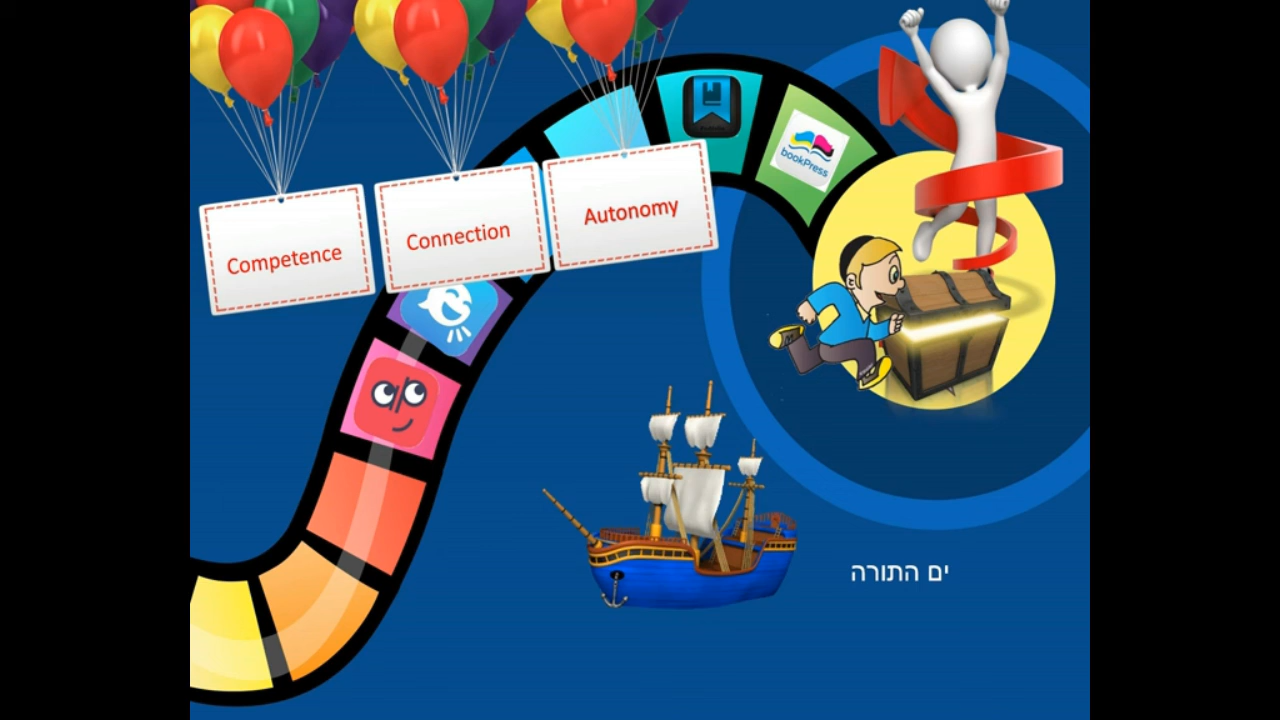 Competence
Connection
Autonomy
bookPress
ים התורה